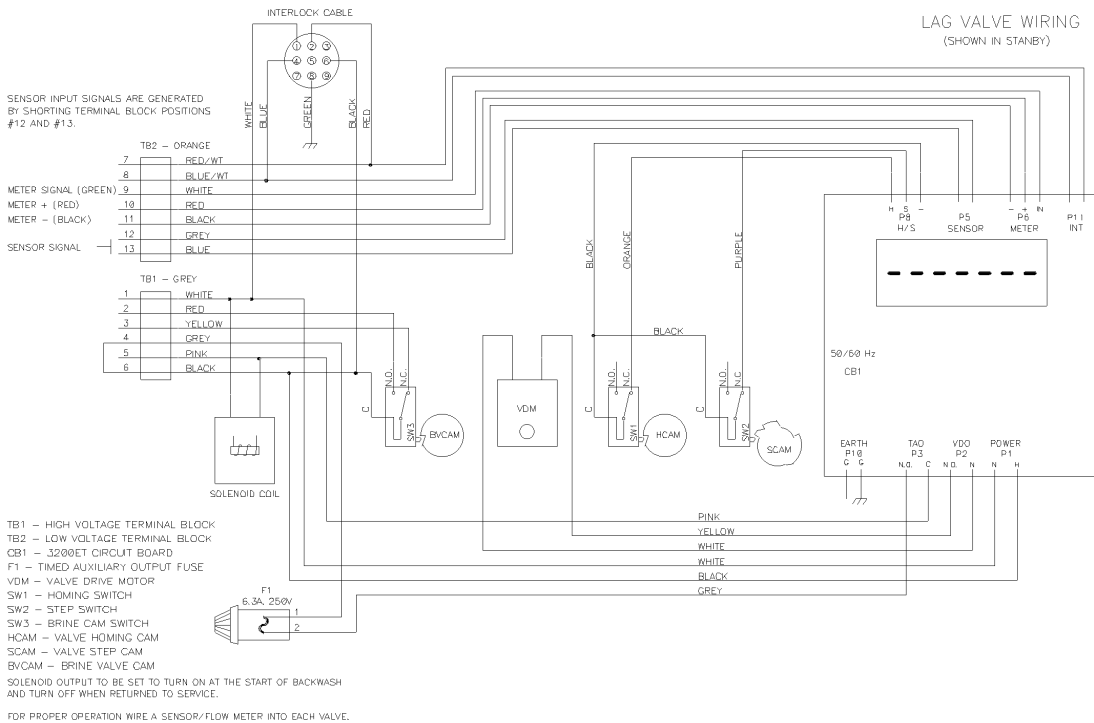 INTERLOCK CABLE
LAG VALVE WIRING
(SHOWN IN STANBY)
1 2 3
4 5 6
7 8 9
WHITE
BLUE
GREEN
BLACK
RED
SENSOR INPUT SIGNALS ARE GENERATED
BY SHORTING TERMINAL BLOCK POSITIONS
#12 AND #13.
TB2 - ORANGE
7 RED/WT
8 BLUE/WT
METER SIGNAL (GREEN) 9 WHITE
METER + (RED) 10 RED
METER - (BLACK) 11 BLACK
12 GREY
SENSOR SIGNAL 13 BLUE
TB1 - GREY
1 WHITE
2 RED
3 YELLOW
4 GREY
5 PINK
6 BLACK
BLACK
ORANGE
PURPLE
BLACK
H S - - + IN
P8 P5 P6 P11
H/S SENSOR METER INT
50/60 Hz
CB1
N.O. N.C.
C
SW3
BVCAM
VDM
N.O. N.C.
C
SW1
HCAM
N.O. N.C.
C
SW2
SCAM
SOLENOID COIL
EARTH TAO VDO POWER
P10 P3 P2 P1
G G N.O. C N.O. N N H
PINK
YELLOW
WHITE
WHITE
BLACK
GREY
TB1 - HIGH VOLTAGE TERMINAL BLOCK
TB2 - LOW VOLTAGE TERMINAL BLOCK
CB1 - 3200ET CIRCUIT BOARD
F1 - TIMED AUXILIARY OUTPUT FUSE
VDM - VALVE DRIVE MOTOR
SW1 - HOMING SWITCH
SW2 - STEP SWITCH
SW3 - BRINE CAM SWITCH
HCAM - VALVE HOMING CAM
SCAM - VALVE STEP CAM
BVCAM - BRINE VALVE CAM
F1
6.3A, 250V
1
2
SOLENOID OUTPUT TO BE SET TO TURN ON AT THE START OF BACKWASH
AND TURN OFF WHEN RETURNED TO SERVICE.
FOR PROPER OPERATION WIRE A SENSOR/FLOW METER INTO EACH VALVE.